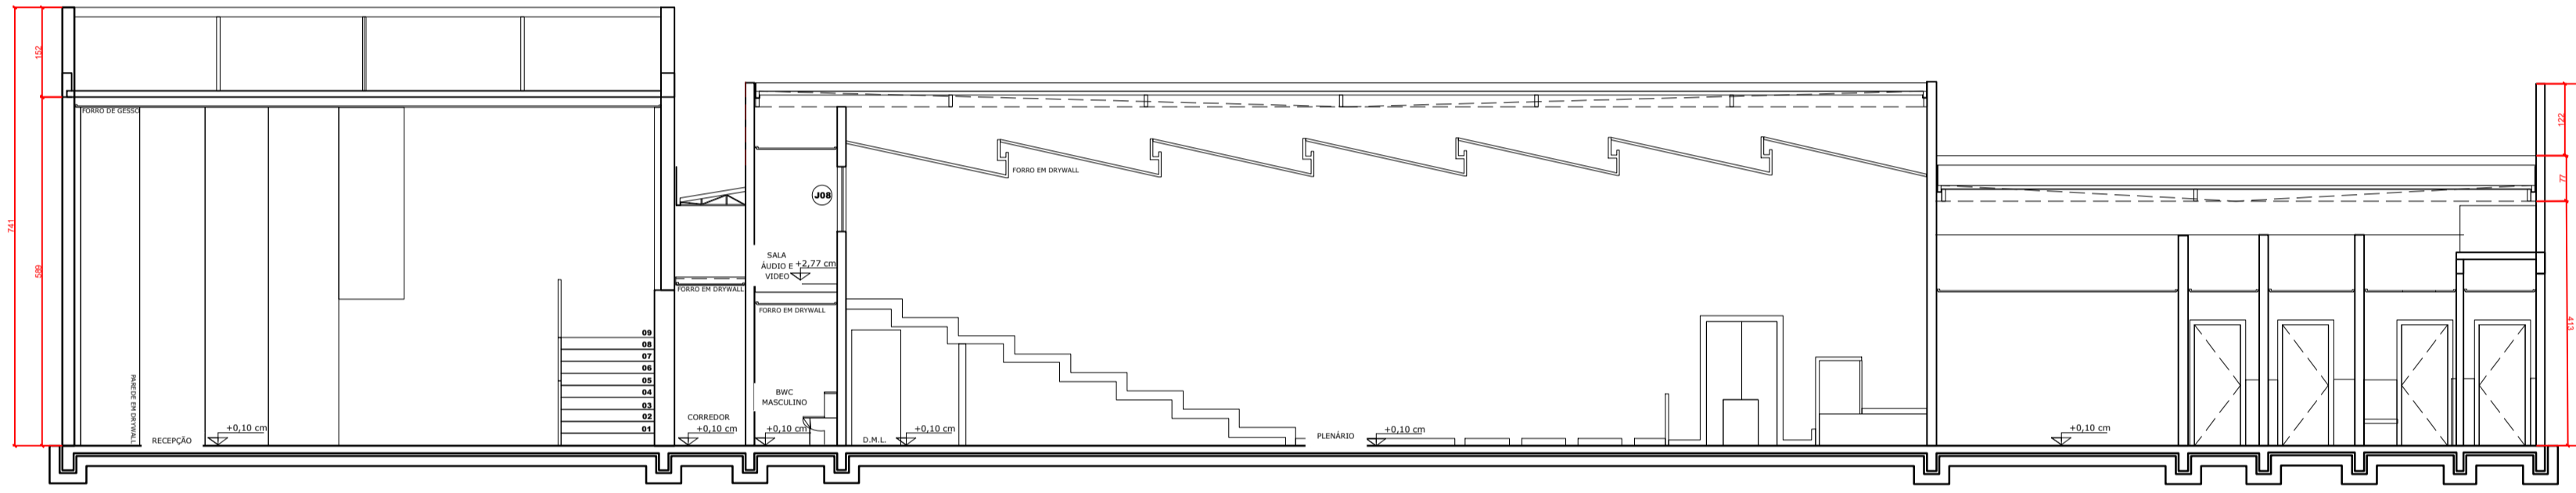 741
152
589
FORRO DE GESSO
PAREDE EM DRYWALL
RECEPÇÃO
+0,10 cm
09
08
07
06
05
04
03
02
01
FORRO EM DRYWALL
CORREDOR
+0,10 cm
SALA
ÁUDIO E
VIDEO
+2,77 cm
J08
FORRO EM DRYWALL
BWC
MASCULINO
+0,10 cm
D.M.L.
+0,10 cm
FORRO EM DRYWALL
PLENÁRIO
+0,10 cm
+0,10 cm
122
77
413